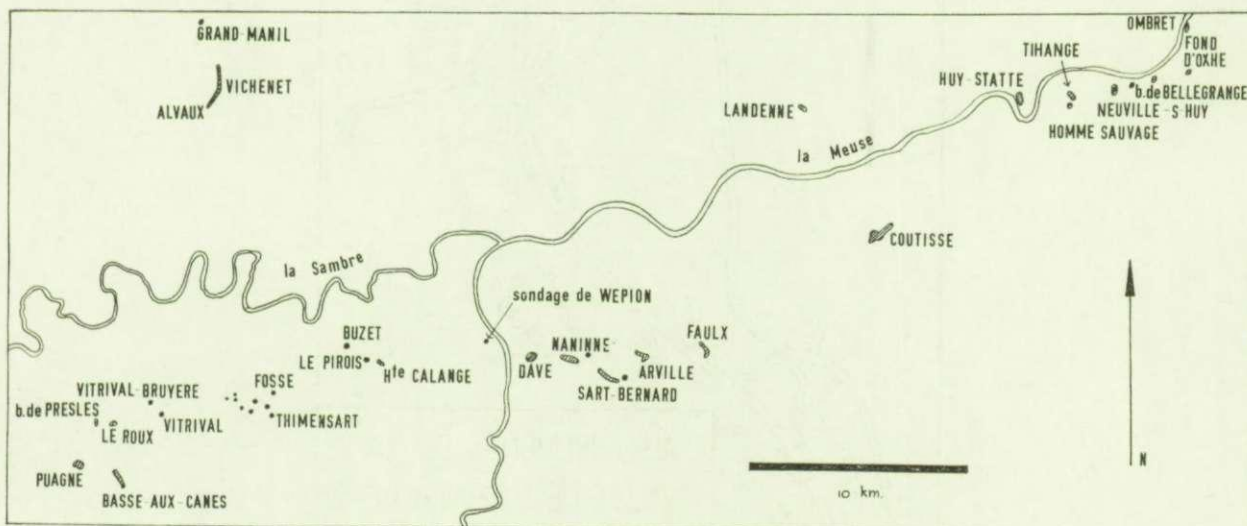 GRAND-MANIL
VICHENET
ALVAUX
OMBRET
FOND
D'OXHE
TIHANGE
HUY-STATTE
b.de BELLEGRANGE
NEUVILLE-S-HUY
HOMME SAUVAGE
LANDENNE
la Meuse
COUTISSE
la Sambre
sondage de WEPION
BUZET
LE PIROIS
Hte CALANGE
DAVE
NANINNE
FAULX
ARVILLE
SART-BERNARD
VITRIVAL-BRUYERE
FOSSE
b.de PRESLES
LE ROUX
VITRIVAL
THIMENSART
PUAGNE
BASSE-AUX-CANES
10 km.
N